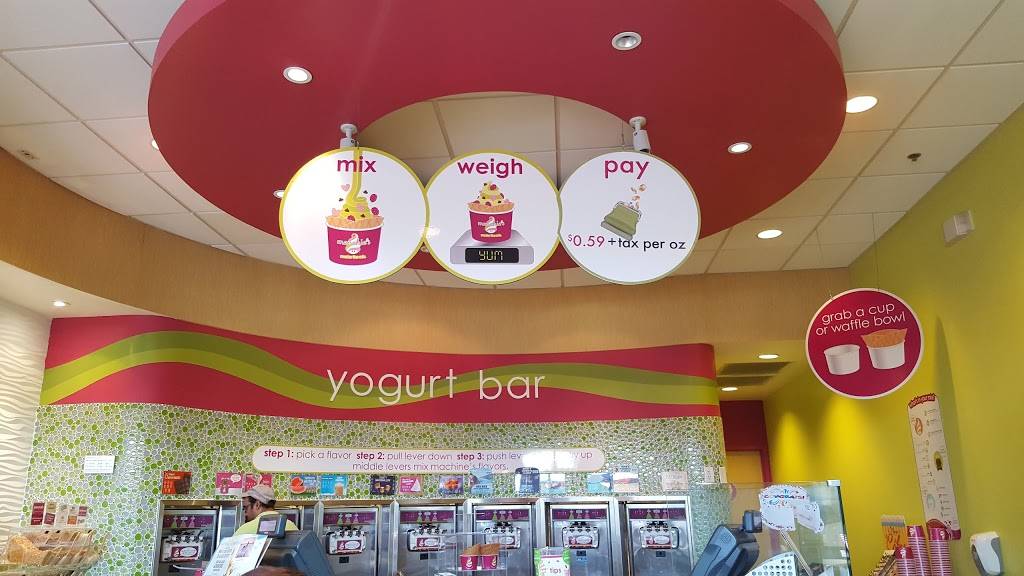 mix
weigh
pay
YUM
$0.59 + tax per oz
grab a cup
or waffle bowl
yogurt bar
step 1: pick a flavor step 2: pull lever down step 3: push
middle levers mix machine's flavors.
tips